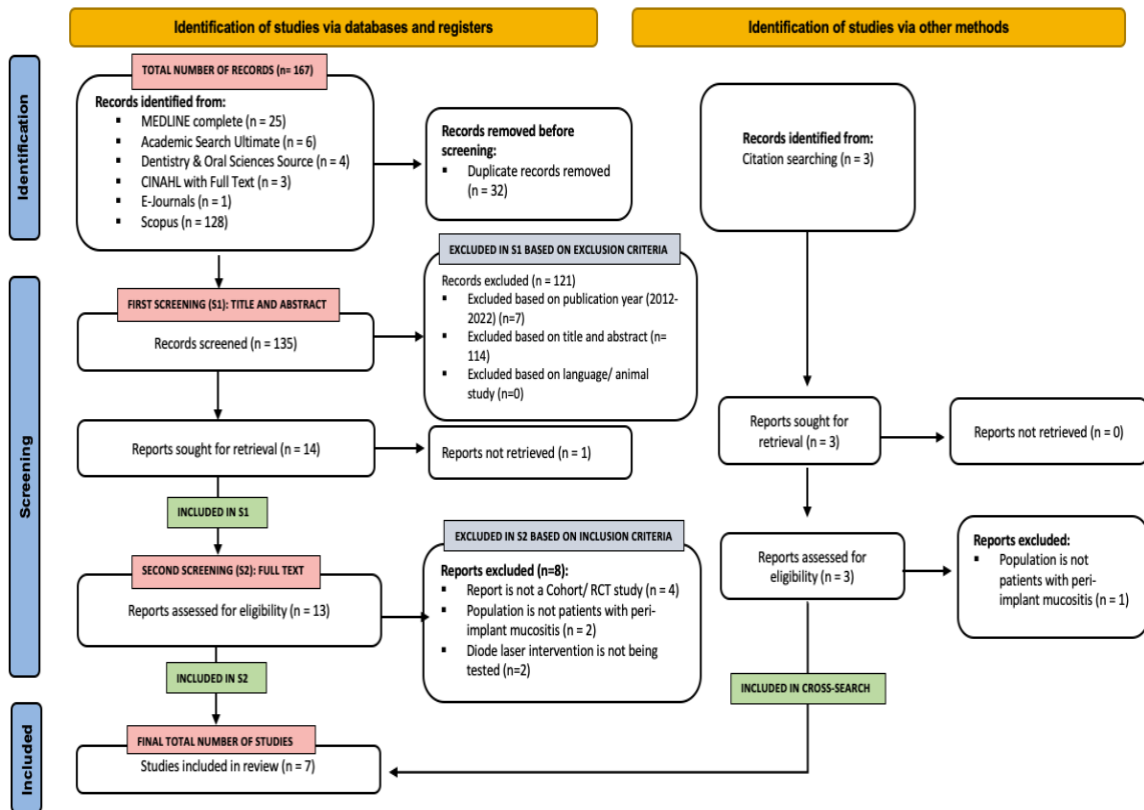 Identification of studies via databases and registers
Identification of studies via other methods
Identification
TOTAL NUMBER OF RECORDS (n= 167)
Records identified from:
▪ MEDLINE complete (n = 25)
▪ Academic Search Ultimate (n = 6)
▪ Dentistry & Oral Sciences Source (n = 4)
▪ CINAHL with Full Text (n = 3)
▪ E-Journals (n = 1)
▪ Scopus (n = 128)
Records removed before
screening:
▪ Duplicate records removed
(n = 32)
Records identified from:
Citation searching (n = 3)
Screening
FIRST SCREENING (S1): TITLE AND ABSTRACT
Records screened (n = 135)
EXCLUDED IN S1 BASED ON EXCLUSION CRITERIA
Records excluded (n = 121)
▪ Excluded based on publication year (2012-
2022) (n=7)
▪ Excluded based on title and abstract (n=
114)
▪ Excluded based on language/ animal
study (n=0)
Reports sought for retrieval (n = 14)
Reports not retrieved (n = 1)
Reports sought for
retrieval (n = 3)
Reports not retrieved (n = 0)
INCLUDED IN S1
SECOND SCREENING (S2): FULL TEXT
Reports assessed for eligibility (n = 13)
EXCLUDED IN S2 BASED ON INCLUSION CRITERIA
Reports excluded (n=8):
▪ Report is not a Cohort/ RCT study (n = 4)
▪ Population is not patients with peri-
implant mucositis (n = 2)
▪ Diode laser intervention is not being
tested (n=2)
Reports assessed for
eligibility (n = 3)
Reports excluded:
▪ Population is not
patients with
peri-
implant mucositis (n = 1)
INCLUDED IN S2
INCLUDED IN CROSS-SEARCH
Included
FINAL TOTAL NUMBER OF STUDIES
Studies included in review (n = 7)